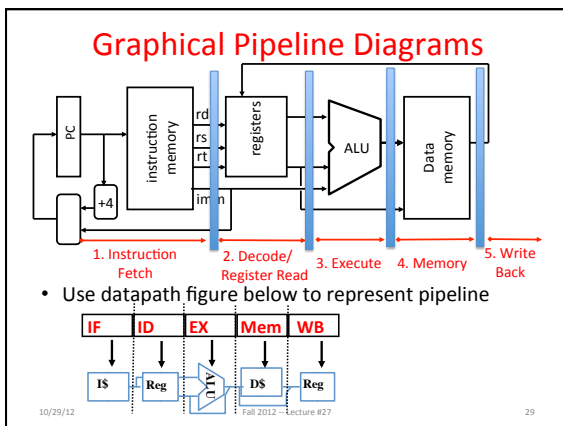 Graphical Pipeline Diagrams
PC
+4
instruction
memory
rd
rs
rt
imm
registers
ALU
Data
memory
1. Instruction
Fetch
2. Decode/
Register Read
3. Execute
4. Memory
5. Write
Back
• Use datapath figure below to represent pipeline
IF ID EX Mem WB
I$ Reg ALU D$ Reg
10/29/12 Fall 2012 -- Lecture #27 29